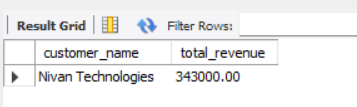 Result Grid Filter Rows:
customer_name total_revenue
Nivan Technologies 343000.00